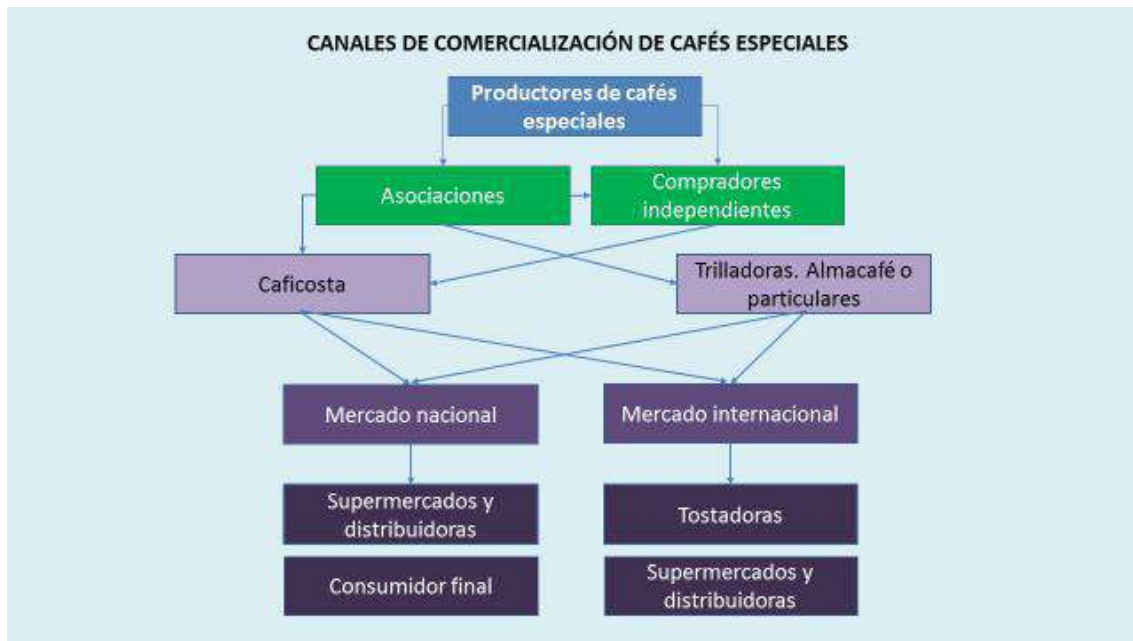 CANALES DE COMERCIALIZACIÓN DE CAFÉS ESPECIALES
Productores de cafés
especiales
Asociaciones
Compradores
independientes
Caficosta
Trilladoras. Almacafé o
particulares
Mercado nacional
Mercado internacional
Supermercados y
distribuidoras
Tostadoras
Consumidor final
Supermercados y
distribuidoras